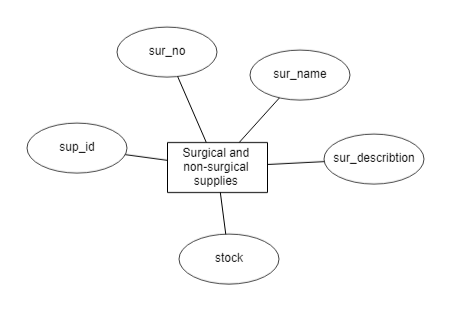 sur_no
sur_name
sup_id
Surgical and
non-surgical
supplies
sur_describtion
stock